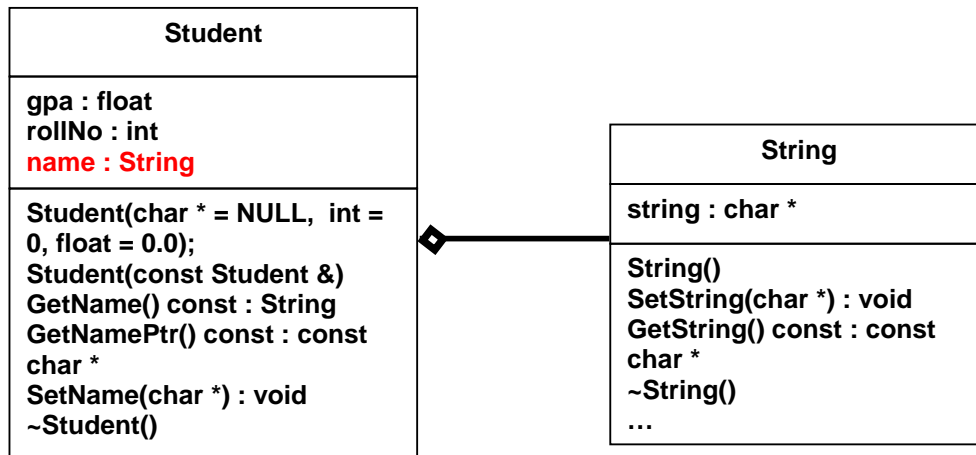 Student
gpa : float
rollNo : int
name : String
Student(char * = NULL, int =
0, float = 0.0);
Student(const Student &)
GetName() const : String
GetNamePtr() const : const
char *
SetName(char *) : void
~Student()
String
string : char *
String()
SetString(char *) : void
GetString() const : const
char *
~String()
…